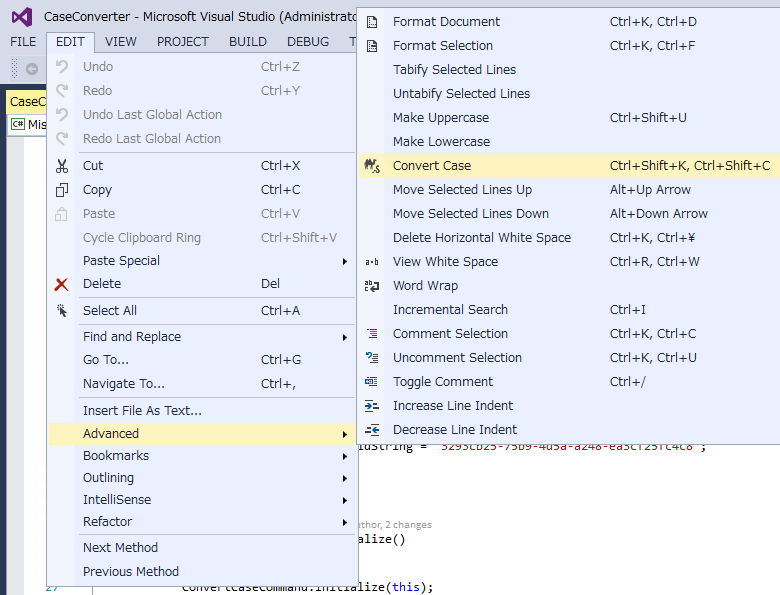 CaseConverter - Microsoft Visual Studio (Administrato
FILE EDIT VIEW PROJECT BUILD DEBUG T
CaseC
C# Mis
Undo Ctrl+Z
Redo Ctrl+Y
Undo Last Global Action
Redo Last Global Action
Cut Ctrl+X
Copy Ctrl+C
Paste Ctrl+V
Cycle Clipboard Ring Ctrl+Shift+V
Paste Special
Delete Del
Select All Ctrl+A
Find and Replace
Go To... Ctrl+G
Navigate To... Ctrl+,
Insert File As Text...
Advanced
Bookmarks
Outlining
IntelliSense
Refactor
Next Method
Previous Method
Format Document Ctrl+K, Ctrl+D
Format Selection Ctrl+K, Ctrl+F
Tabify Selected Lines
Untabify Selected Lines
Make Uppercase Ctrl+Shift+U
Make Lowercase
Convert Case Ctrl+Shift+K, Ctrl+Shift+C
Move Selected Lines Up Alt+Up Arrow
Move Selected Lines Down Alt+Down Arrow
Delete Horizontal White Space Ctrl+K, Ctrl+¥
View White Space Ctrl+R, Ctrl+W
Word Wrap
Incremental Search Ctrl+I
Comment Selection Ctrl+K, Ctrl+C
Uncomment Selection Ctrl+K, Ctrl+U
Toggle Comment Ctrl+/
Increase Line Indent
Decrease Line Indent
idString = "3293cb25-75b9-4d5a-a248-ea3cf25fc4c8";
thor, 2 changes
alize()
27 ConvertCaseCommand.Initialize(this);